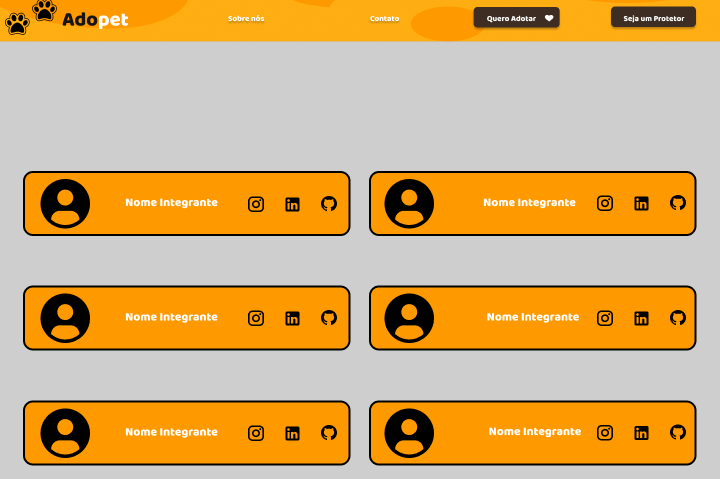 Adopet
Sobre nós
Contato
Quero Adotar
Seja um Protetor
Nome Integrante
Nome Integrante
Nome Integrante
Nome Integrante
Nome Integrante
Nome Integrante